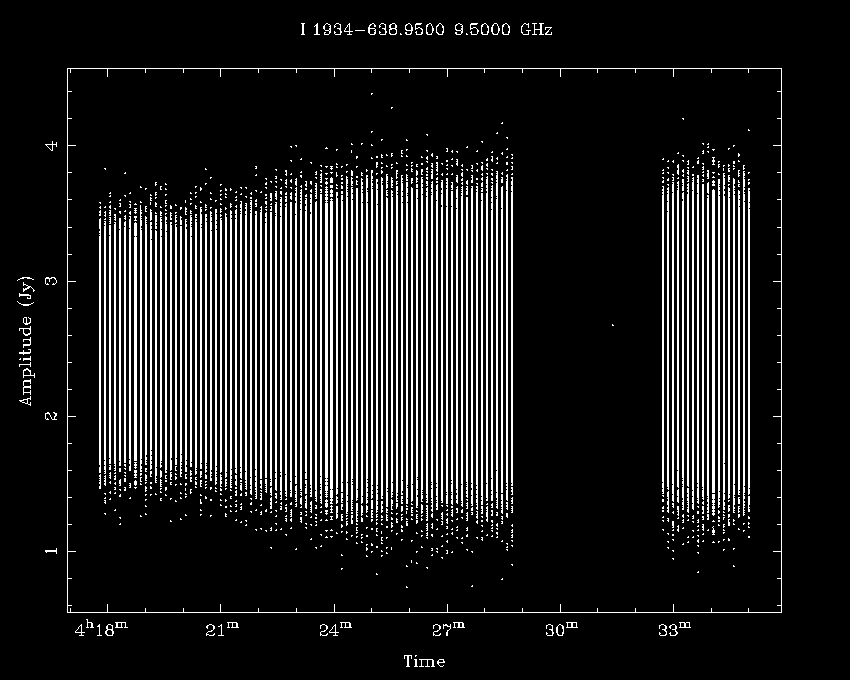 I 1934−638.9500 9.5000 GHz
Amplitude (Jy)
4
3
2
1
4ʰ18ᵐ 21ᵐ 24ᵐ 27ᵐ 30ᵐ 33ᵐ
Time